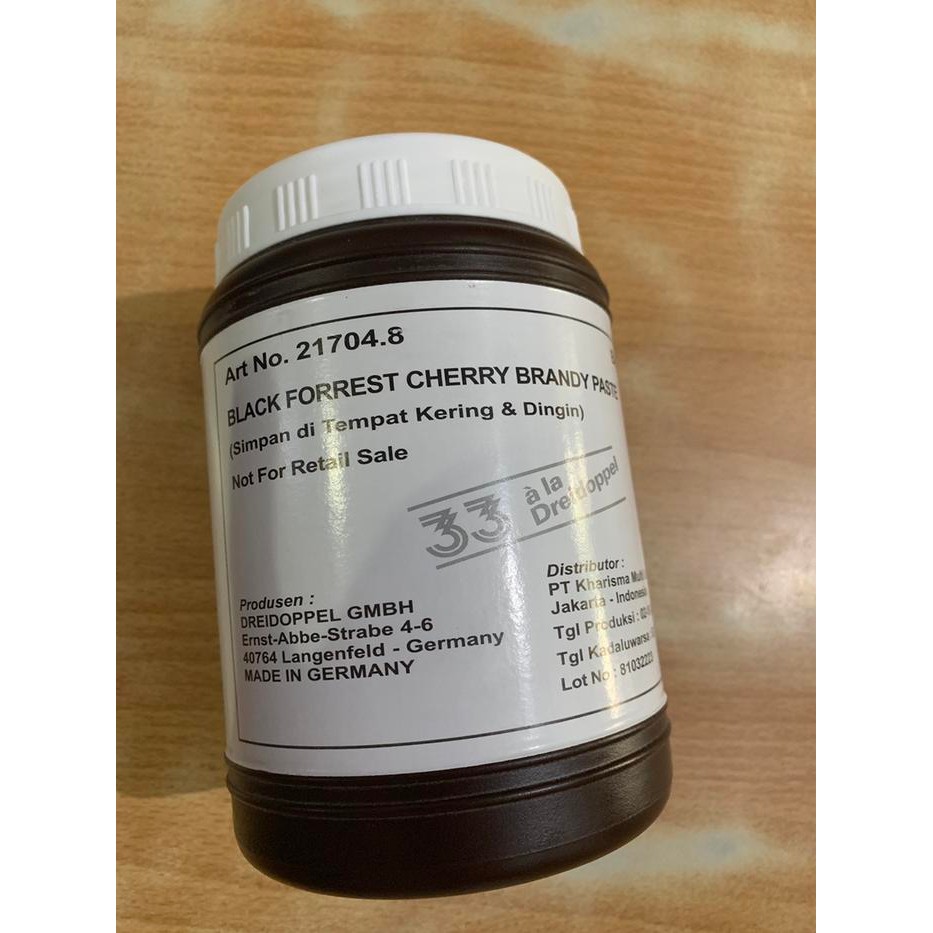 Art No. 21704.8
BLACK FORREST CHERRY BRANDY PASTE
(Simpan di Tempat Kering & Dingin)
Not For Retail Sale
33 à la
Dreidoppel
Produsen :
DREIDOPPEL GMBH
Ernst-Abbe-Strabe 4-6
40764 Langenfeld - Germany
MADE IN GERMANY
Distributor :
PT Kharisma Multi
Jakarta - Indonesia
Tgl Produksi :
Tgl Kadaluwarsa
Lot No : 81032223